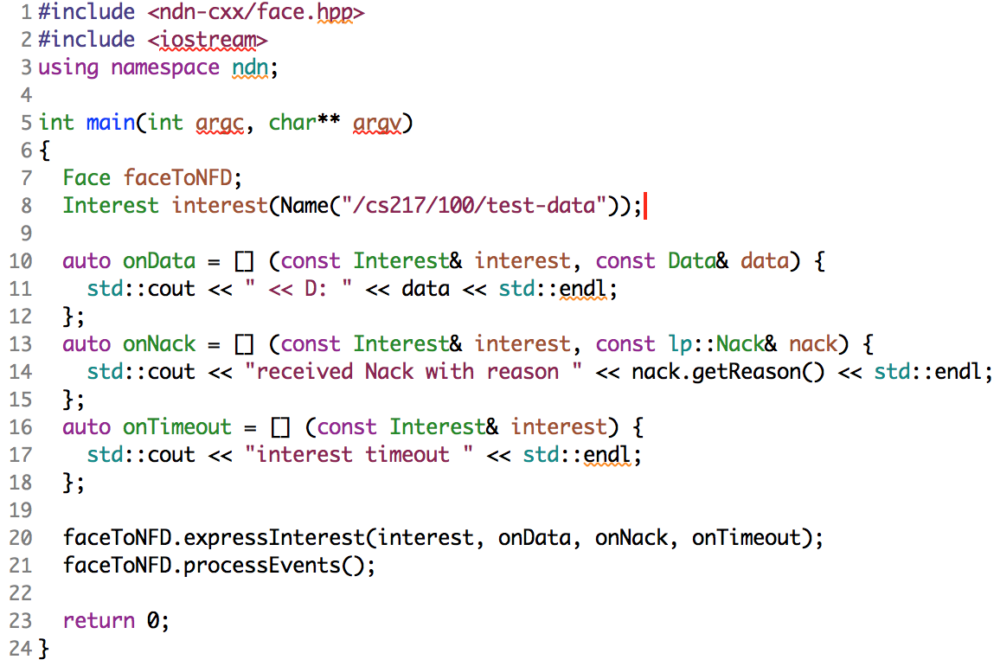 1 #include <ndn-cxx/face.hpp>
2 #include <iostream>
3 using namespace ndn;
4
5 int main(int argc, char** argv)
6 {
7   Face faceToNFD;
8   Interest interest(Name("/cs217/100/test-data"));
9
10   auto onData = [] (const Interest& interest, const Data& data) {
11     std::cout << " << D: " << data << std::endl;
12   };
13   auto onNack = [] (const Interest& interest, const lp::Nack& nack) {
14     std::cout << "received Nack with reason " << nack.getReason() << std::endl;
15   };
16   auto onTimeout = [] (const Interest& interest) {
17     std::cout << "interest timeout " << std::endl;
18   };
19
20   faceToNFD.expressInterest(interest, onData, onNack, onTimeout);
21   faceToNFD.processEvents();
22
23   return 0;
24 }